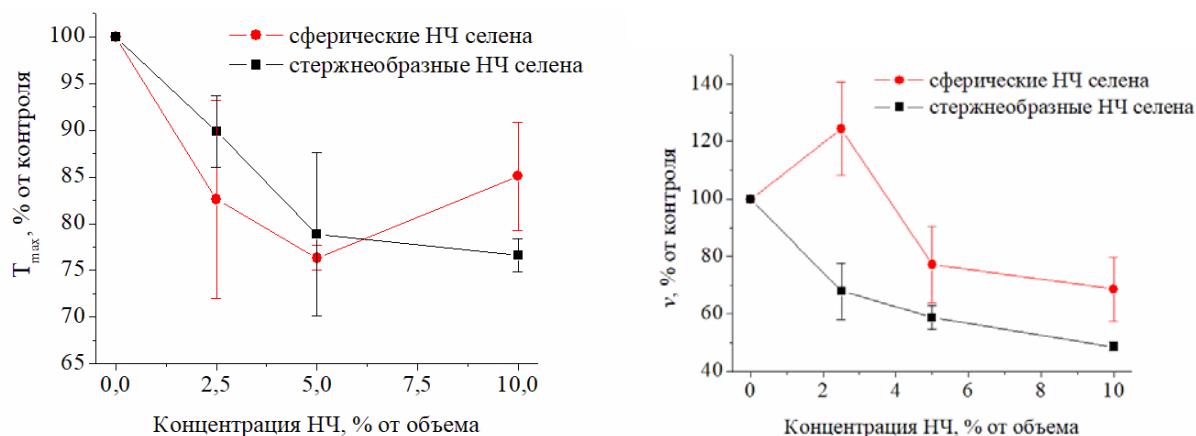 100
95
90
85
80
75
70
65
T max, % от контроля
сферические НЧ селена
стержнеобразные НЧ селена
0,0 2,5 5,0 7,5 10,0
Концентрация НЧ, % от объема
140
120
100
80
60
40
ν, % от контроля
сферические НЧ селена
стержнеобразные НЧ селена
0 2 4 6 8 10
Концентрация НЧ, % от объема